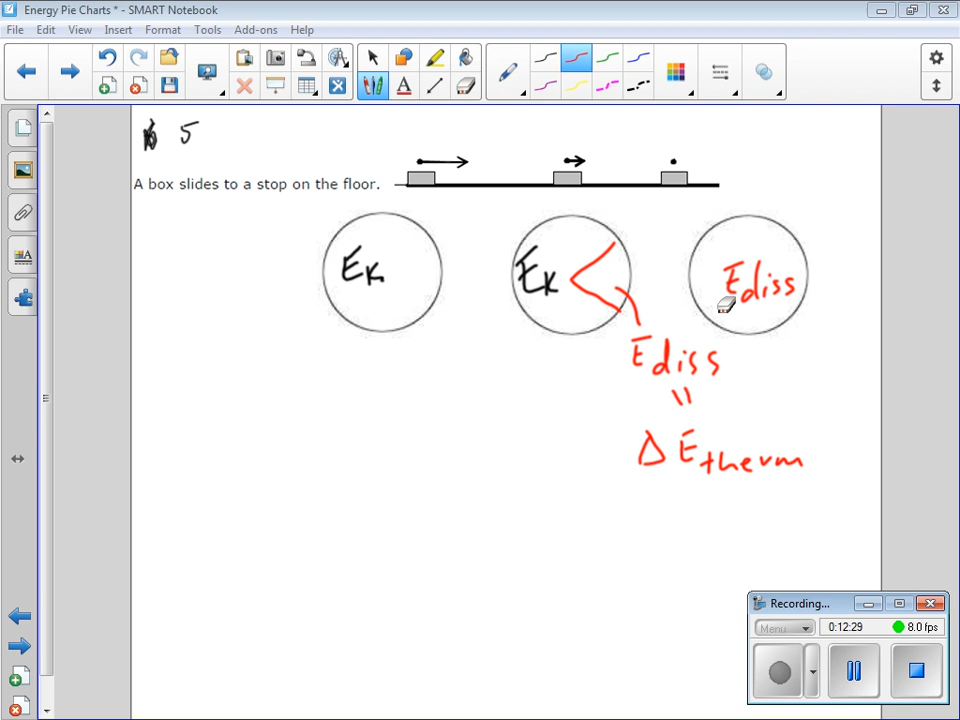 Energy Pie Charts * - SMART Notebook
File Edit View Insert Format Tools Add-ons Help
5
A box slides to a stop on the floor.
Ek
Ek
Ediss
Ediss
"
Δ Etherm
Recording...
Menu
0:12:29
8.0 fps